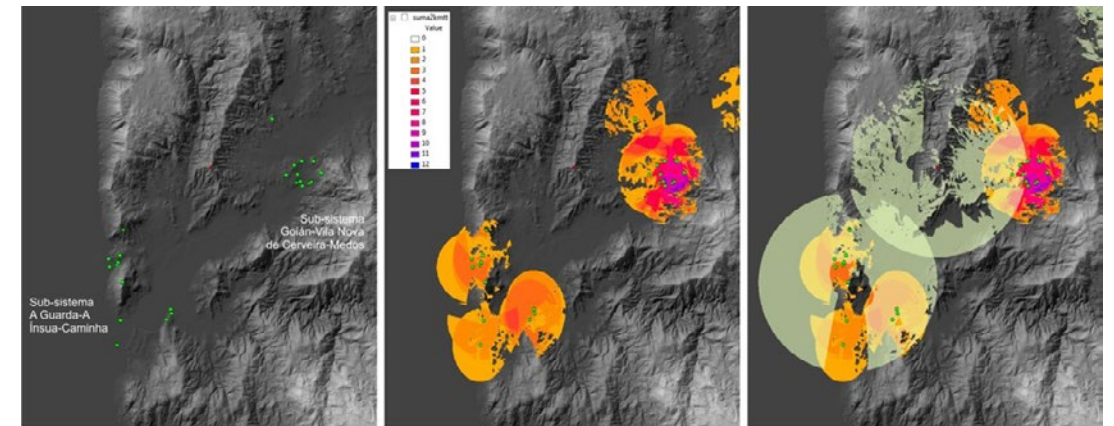 Sub-sistema
Goián-Vila Nova
de Cerveira-Medos
Sub-sistema
A Guarda-A
Ínsua-Caminha
suma2kmtt
Value
0
1
2
3
4
5
6
7
8
9
10
11
12